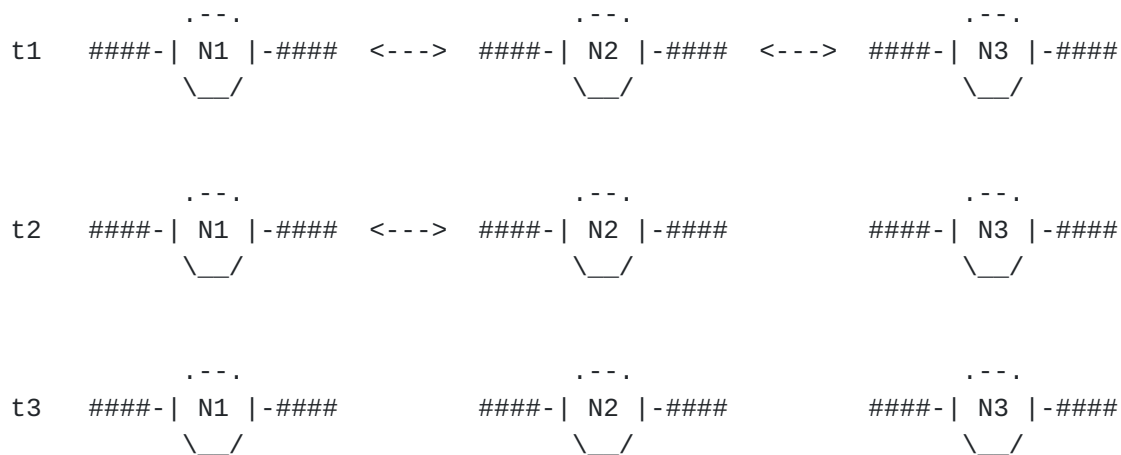 .--.                     .--.                     .--.
t1   ####-| N1 |-####  <--->  ####-| N2 |-####  <--->  ####-| N3 |-####
           \__/                     \__/                     \__/
           .--.                     .--.                     .--.
t2   ####-| N1 |-####  <--->  ####-| N2 |-####         ####-| N3 |-####
           \__/                     \__/                     \__/
           .--.                     .--.                     .--.
t3   ####-| N1 |-####         ####-| N2 |-####         ####-| N3 |-####
           \__/                     \__/                     \__/